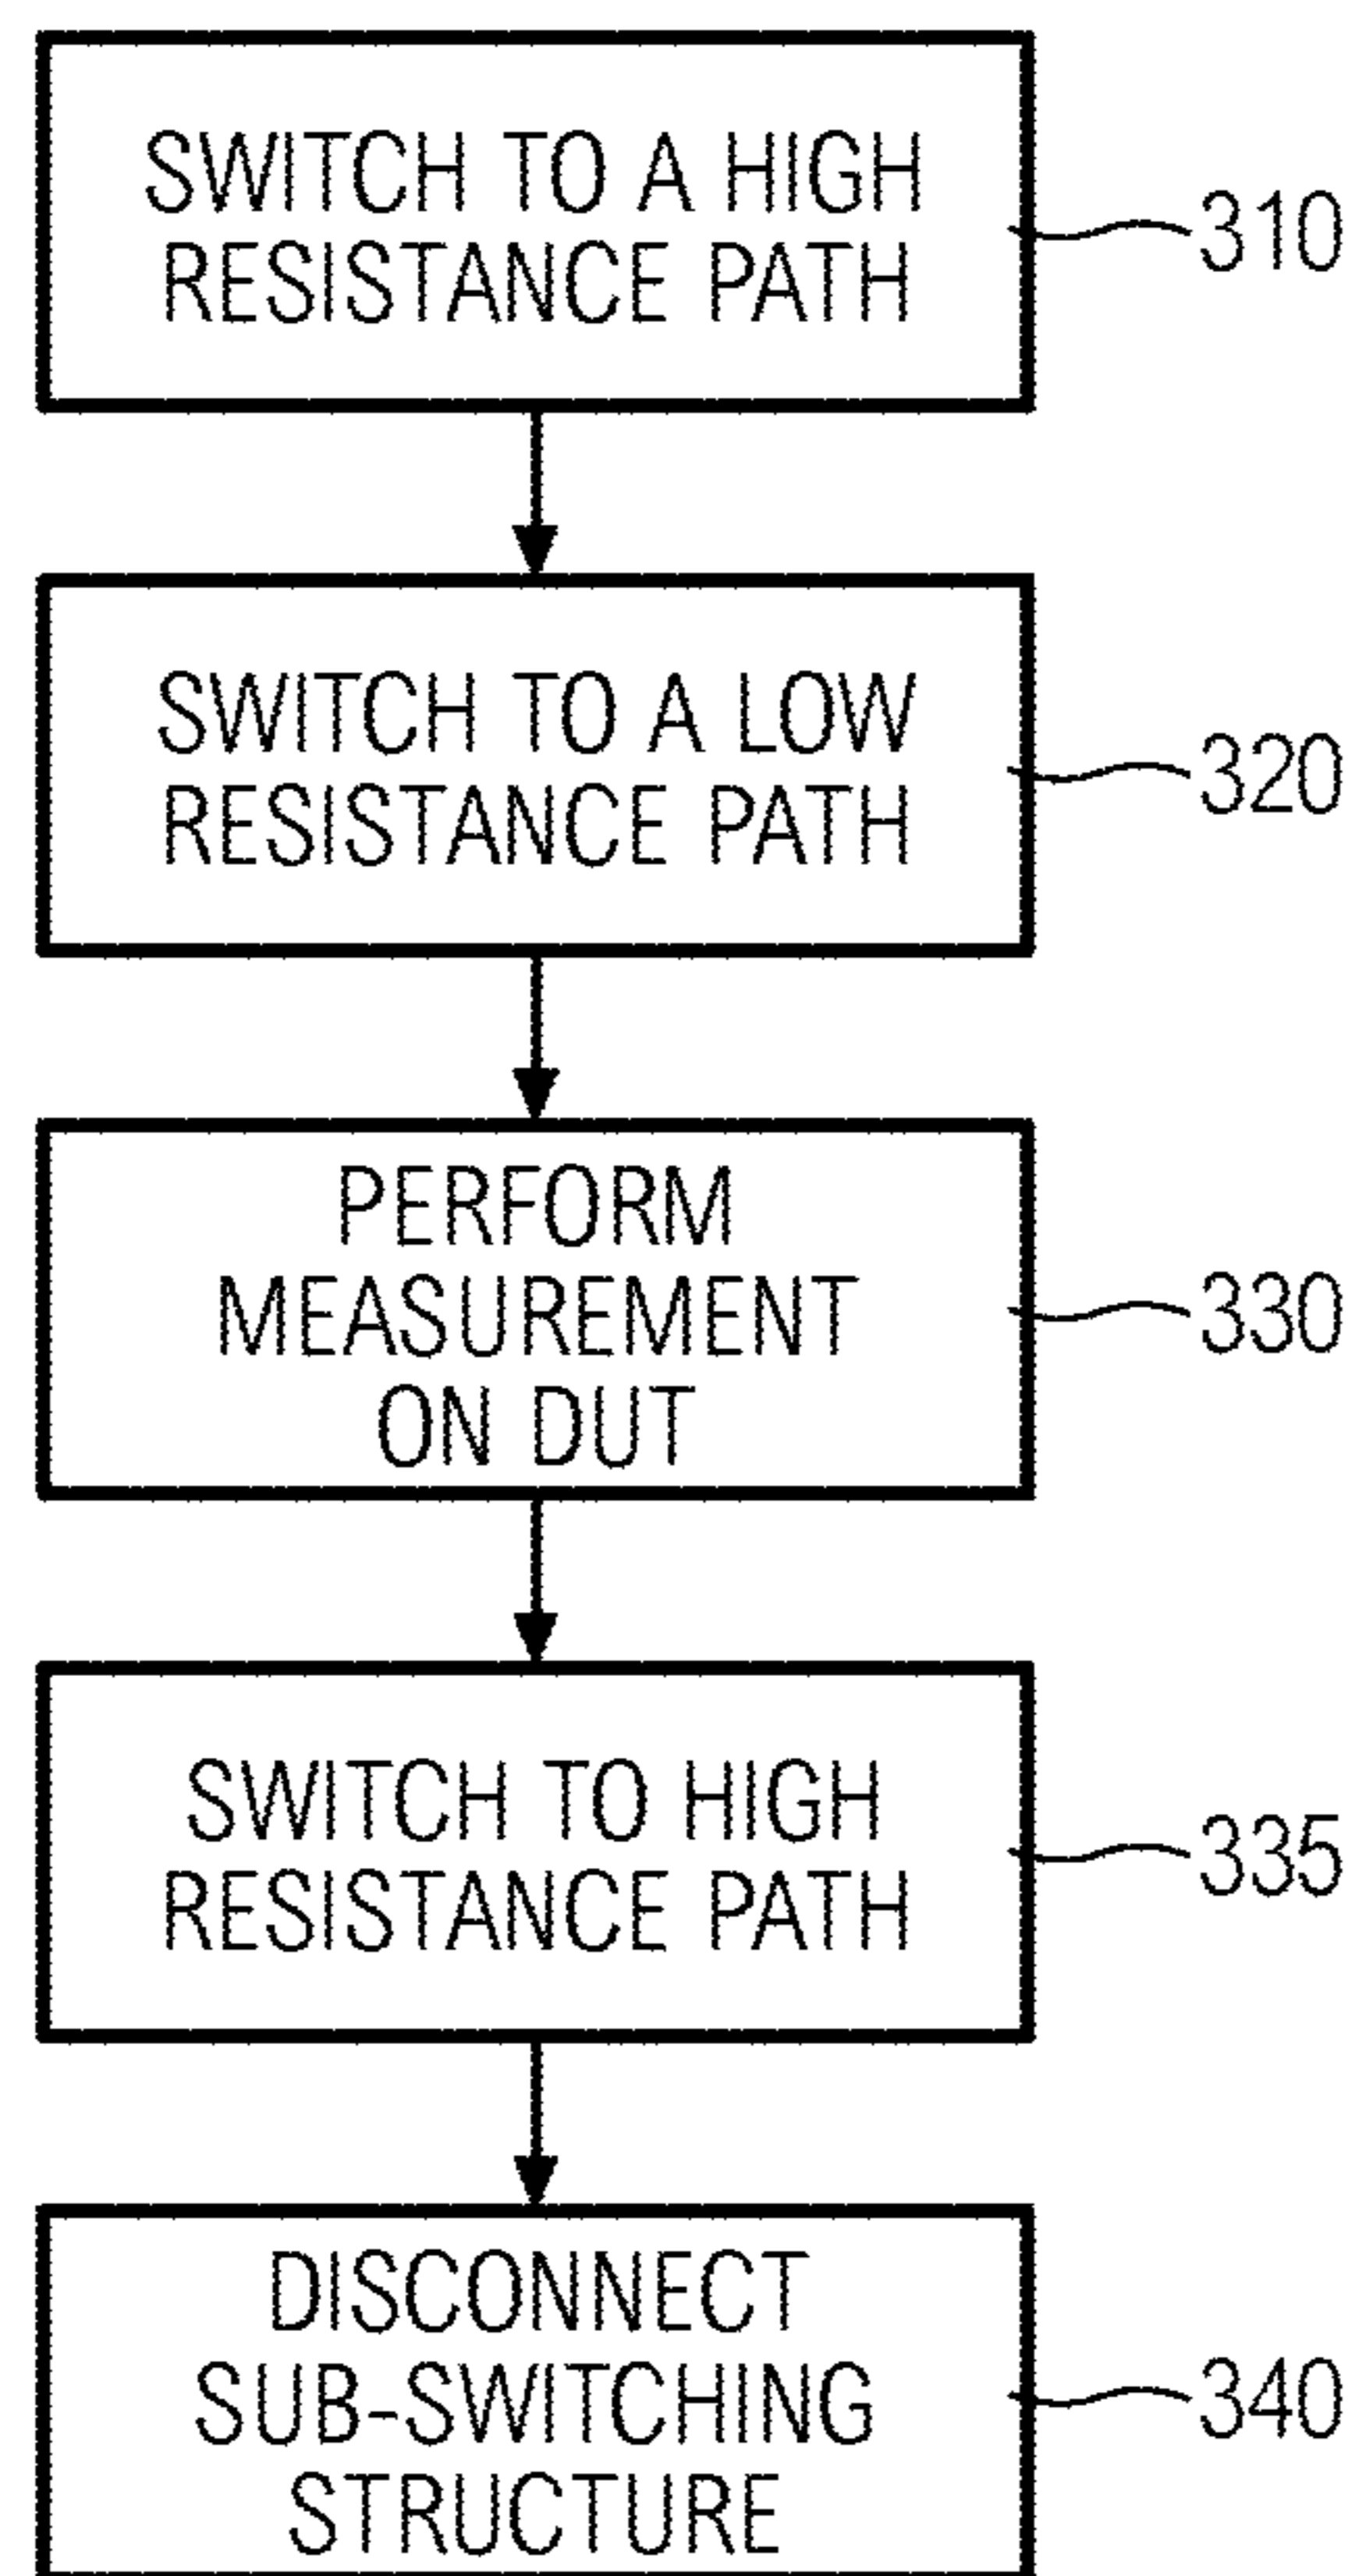 SWITCH TO A HIGH
RESISTANCE PATH
310
SWITCH TO A LOW
RESISTANCE PATH
320
PERFORM
MEASUREMENT
ON DUT
330
SWITCH TO HIGH
RESISTANCE PATH
335
DISCONNECT
SUB-SWITCHING
STRUCTURE
340